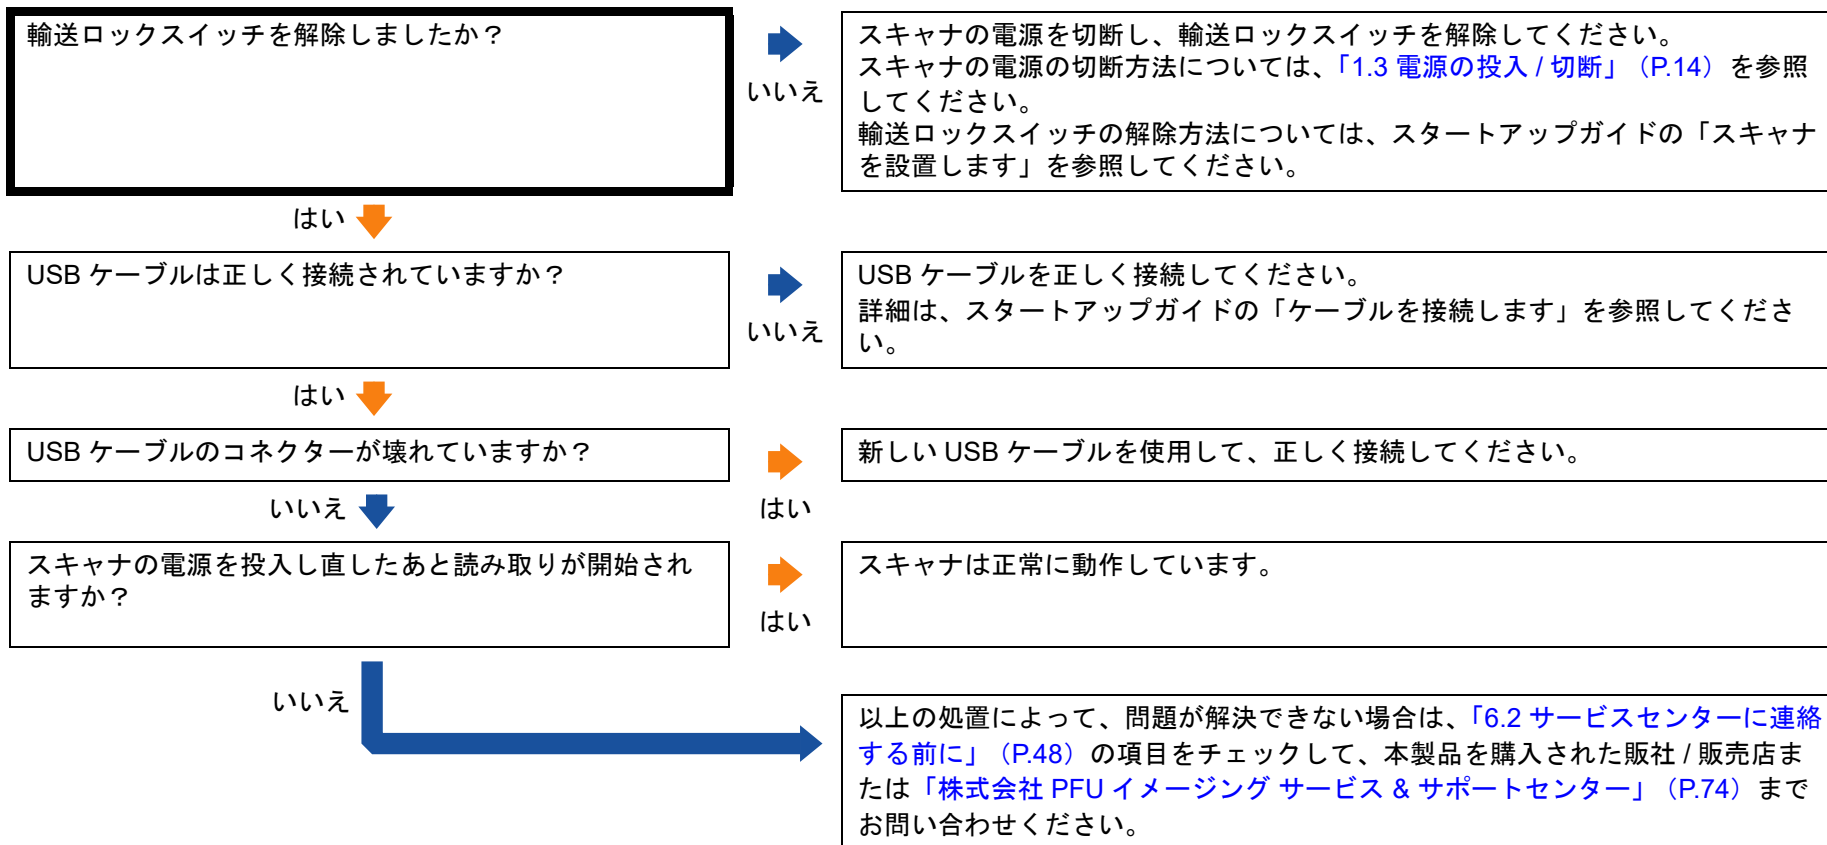 輸送ロックスイッチを解除しましたか？
いいえ
スキャナの電源を切断し、輸送ロックスイッチを解除してください。
スキャナの電源の切断方法については、「1.3 電源の投入 / 切断」（P.14）を参照
してください。
輸送ロックスイッチの解除方法については、スタートアップガイドの「スキャナ
を設置します」を参照してください。
はい
USB ケーブルは正しく接続されていますか？
いいえ
USB ケーブルを正しく接続してください。
詳細は、スタートアップガイドの「ケーブルを接続します」を参照してくださ
い。
はい
USB ケーブルのコネクターが壊れていますか？
はい
新しい USB ケーブルを使用して、正しく接続してください。
いいえ
スキャナの電源を投入し直したあと読み取りが開始され
ますか？
はい
スキャナは正常に動作しています。
いいえ
以上の処置によって、問題が解決できない場合は、「6.2 サービスセンターに連絡
する前に」（P.48）の項目をチェックして、本製品を購入された販社 / 販売店ま
たは「株式会社 PFU イメージング サービス & サポートセンター」（P.74）まで
お問い合わせください。